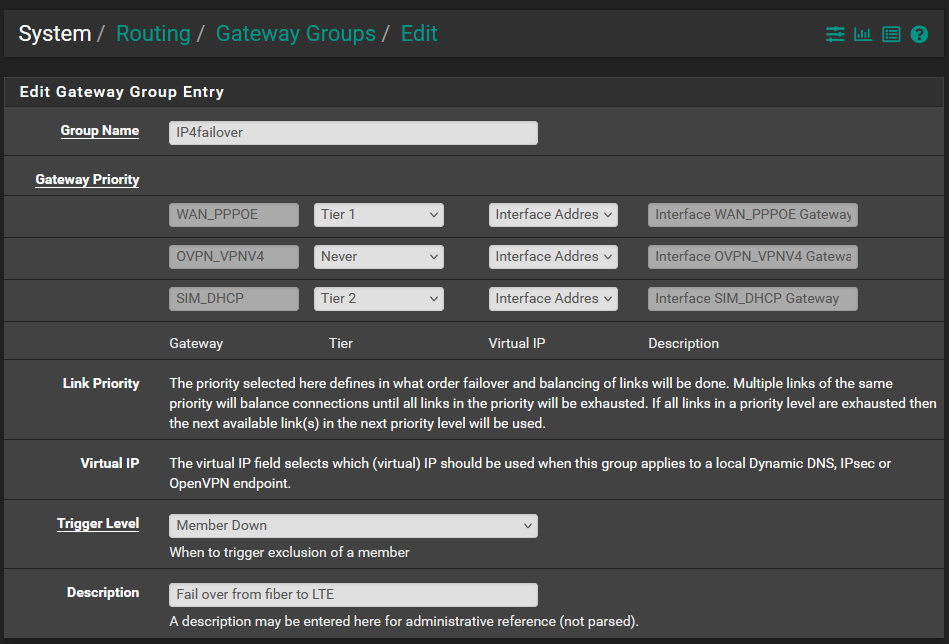 System / Routing / Gateway Groups / Edit
Edit Gateway Group Entry
Group Name IP4failover
Gateway Priority
WAN_PPPOE Tier 1 Interface Addres Interface WAN_PPPOE Gateway
OVPN_VPNV4 Never Interface Addres Interface OVPN_VPNV4 Gatewa
SIM_DHCP Tier 2 Interface Addres Interface SIM_DHCP Gateway
Gateway Tier Virtual IP Description
Link Priority The priority selected here defines in what order failover and balancing of links will be done. Multiple links of the same
priority will balance connections until all links in the priority will be exhausted. If all links in a priority level are exhausted then
the next available link(s) in the next priority level will be used.
Virtual IP The virtual IP field selects which (virtual) IP should be used when this group applies to a local Dynamic DNS, IPsec or
OpenVPN endpoint.
Trigger Level Member Down
When to trigger exclusion of a member
Description Fail over from fiber to LTE
A description may be entered here for administrative reference (not parsed).